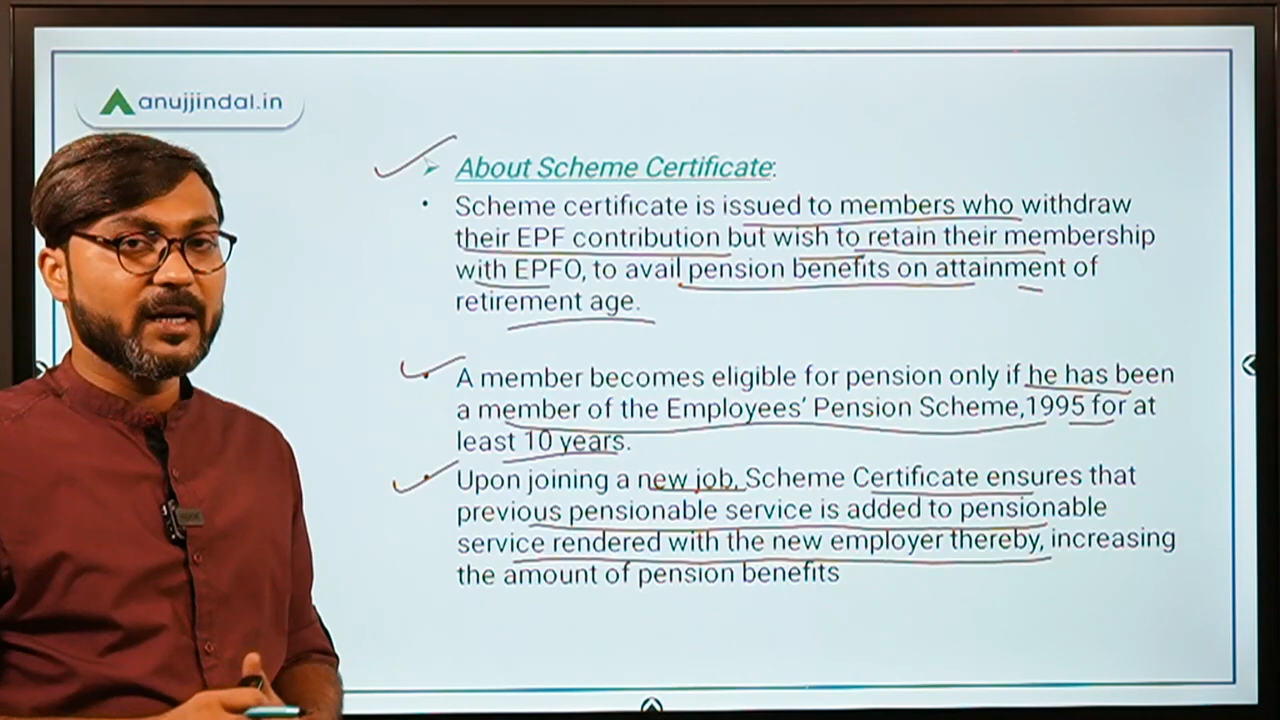 anujjindal.in
➢ About Scheme Certificate:
• Scheme certificate is issued to members who withdraw
their EPF contribution but wish to retain their membership
with EPFO, to avail pension benefits on attainment of
retirement age.
• A member becomes eligible for pension only if he has been
a member of the Employees’ Pension Scheme,1995 for at
least 10 years.
• Upon joining a new job, Scheme Certificate ensures that
previous pensionable service is added to pensionable
service rendered with the new employer thereby, increasing
the amount of pension benefits